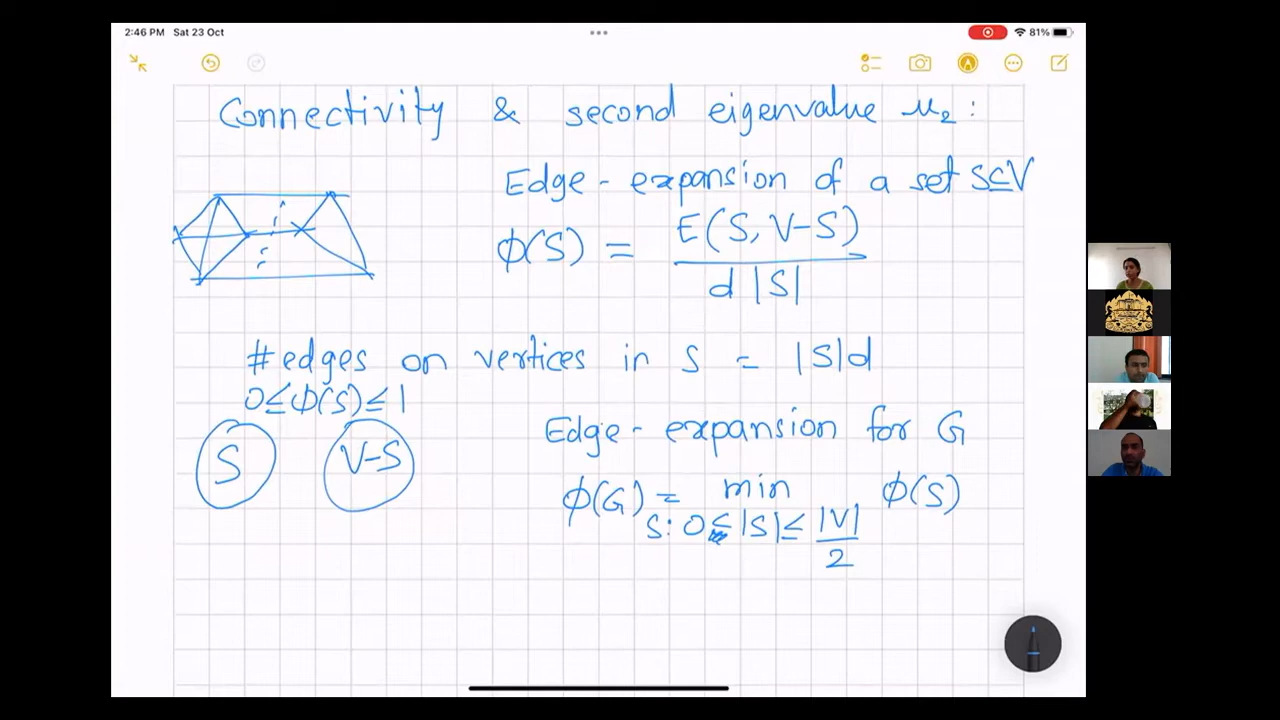 2:46 PM Sat 23 Oct
81%
Connectivity & second eigenvalue μ₂ :
Edge-expansion of a set S⊆V
ϕ(S) = E(S, V-S)
d |S|
#edges on vertices in S = |S|d
0≤ϕ(S)≤1
S V-S
Edge-expansion for G
ϕ(G) = min ϕ(S)
S: 0≤ |S| ≤ |V|
2